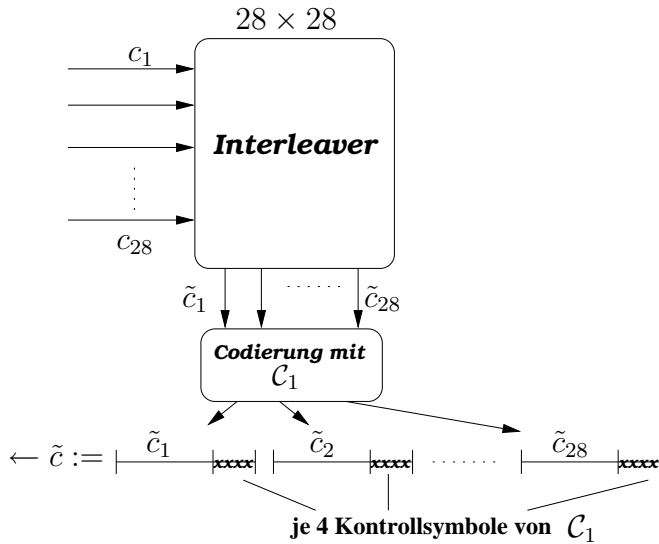 28 × 28
c₁
Interleaver
c₂₈
c̃₁ ...... c̃₂₈
Codierung mit
𝒞₁
← c̃ := c̃₁ xxxx c̃₂ xxxx ...... c̃₂₈ xxxx
je 4 Kontrollsymbole von 𝒞₁